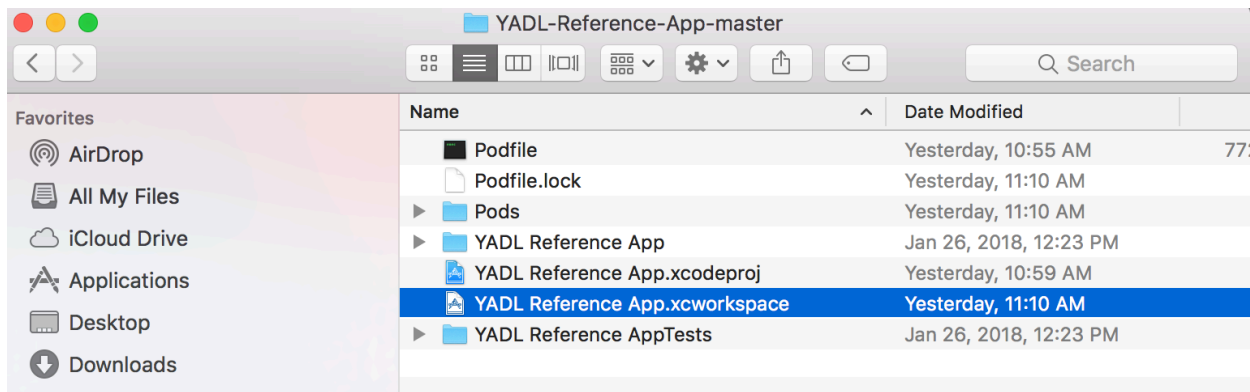 YADL-Reference-App-master
Search
Favorites
AirDrop
All My Files
iCloud Drive
Applications
Desktop
Downloads
Name Date Modified
Podfile Yesterday, 10:55 AM 772
Podfile.lock Yesterday, 11:10 AM
Pods Yesterday, 11:10 AM
YADL Reference App Jan 26, 2018, 12:23 PM
YADL Reference App.xcodeproj Yesterday, 10:59 AM
YADL Reference App.xcworkspace Yesterday, 11:10 AM
YADL Reference AppTests Jan 26, 2018, 12:23 PM